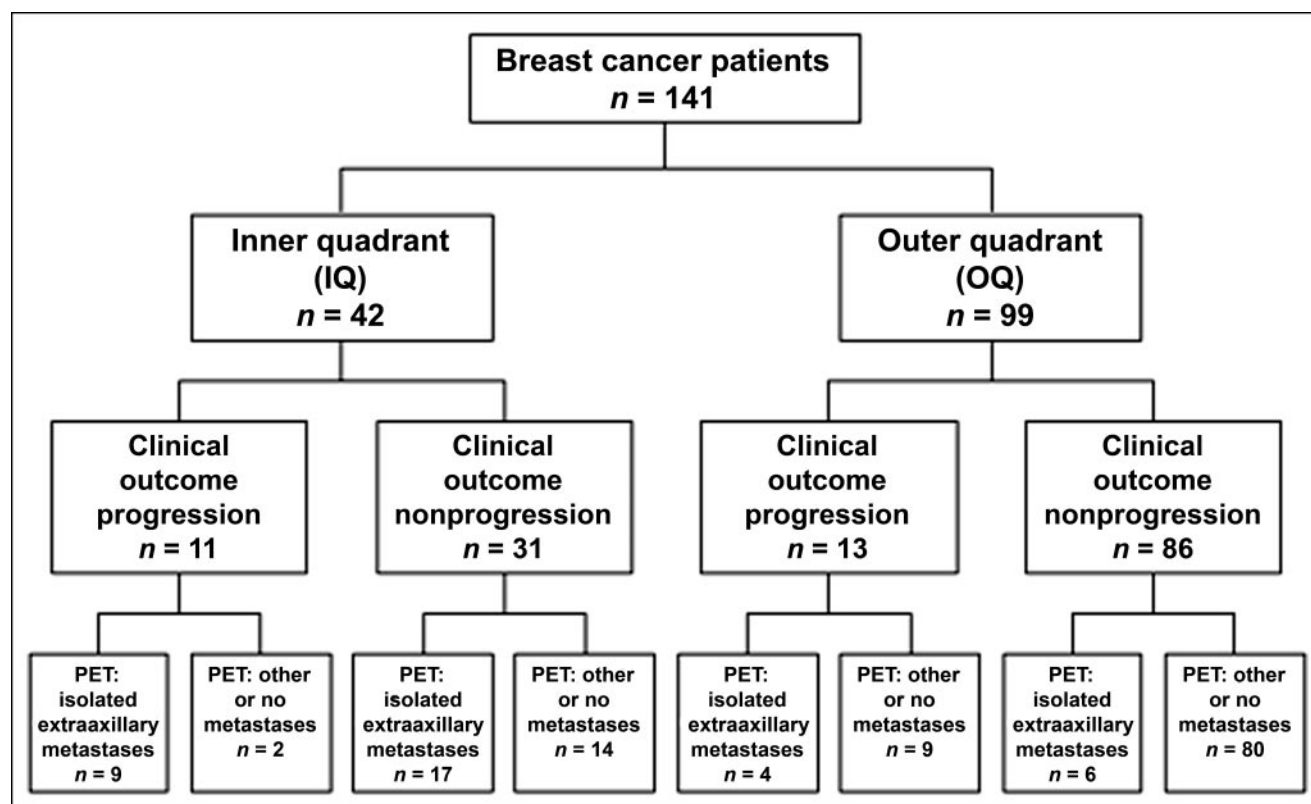 Breast cancer patients
n = 141
Inner quadrant
(IQ)
n = 42
Outer quadrant
(OQ)
n = 99
Clinical
outcome
progression
n = 11
Clinical
outcome
nonprogression
n = 31
Clinical
outcome
progression
n = 13
Clinical
outcome
nonprogression
n = 86
PET:
isolated
extraaxillary
metastases
n = 9
PET: other
or no
metastases
n = 2
PET:
isolated
extraaxillary
metastases
n = 17
PET: other
or no
metastases
n = 14
PET:
isolated
extraaxillary
metastases
n = 4
PET: other
or no
metastases
n = 9
PET:
isolated
extraaxillary
metastases
n = 6
PET: other
or no
metastases
n = 80